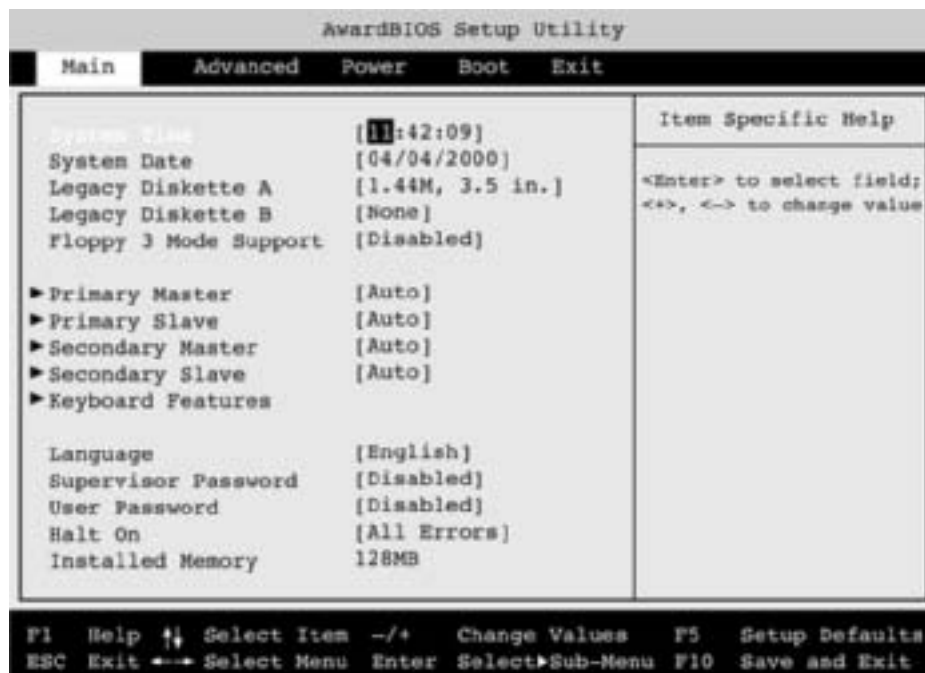 AwardBIOS Setup Utility
Main Advanced Power Boot Exit
System Time [11:42:09]
System Date [04/04/2000]
Legacy Diskette A [1.44M, 3.5 in.]
Legacy Diskette B [None]
Floppy 3 Mode Support [Disabled]
Primary Master [Auto]
Primary Slave [Auto]
Secondary Master [Auto]
Secondary Slave [Auto]
Keyboard Features
Language [English]
Supervisor Password [Disabled]
User Password [Disabled]
Halt On [All Errors]
Installed Memory 128MB
Item Specific Help
<Enter> to select field;
<+>, <-> to change value
F1 Help ↑↓ Select Item -/+ Change Values F5 Setup Defaults
ESC Exit ←→ Select Menu Enter Select▶Sub-Menu F10 Save and Exit